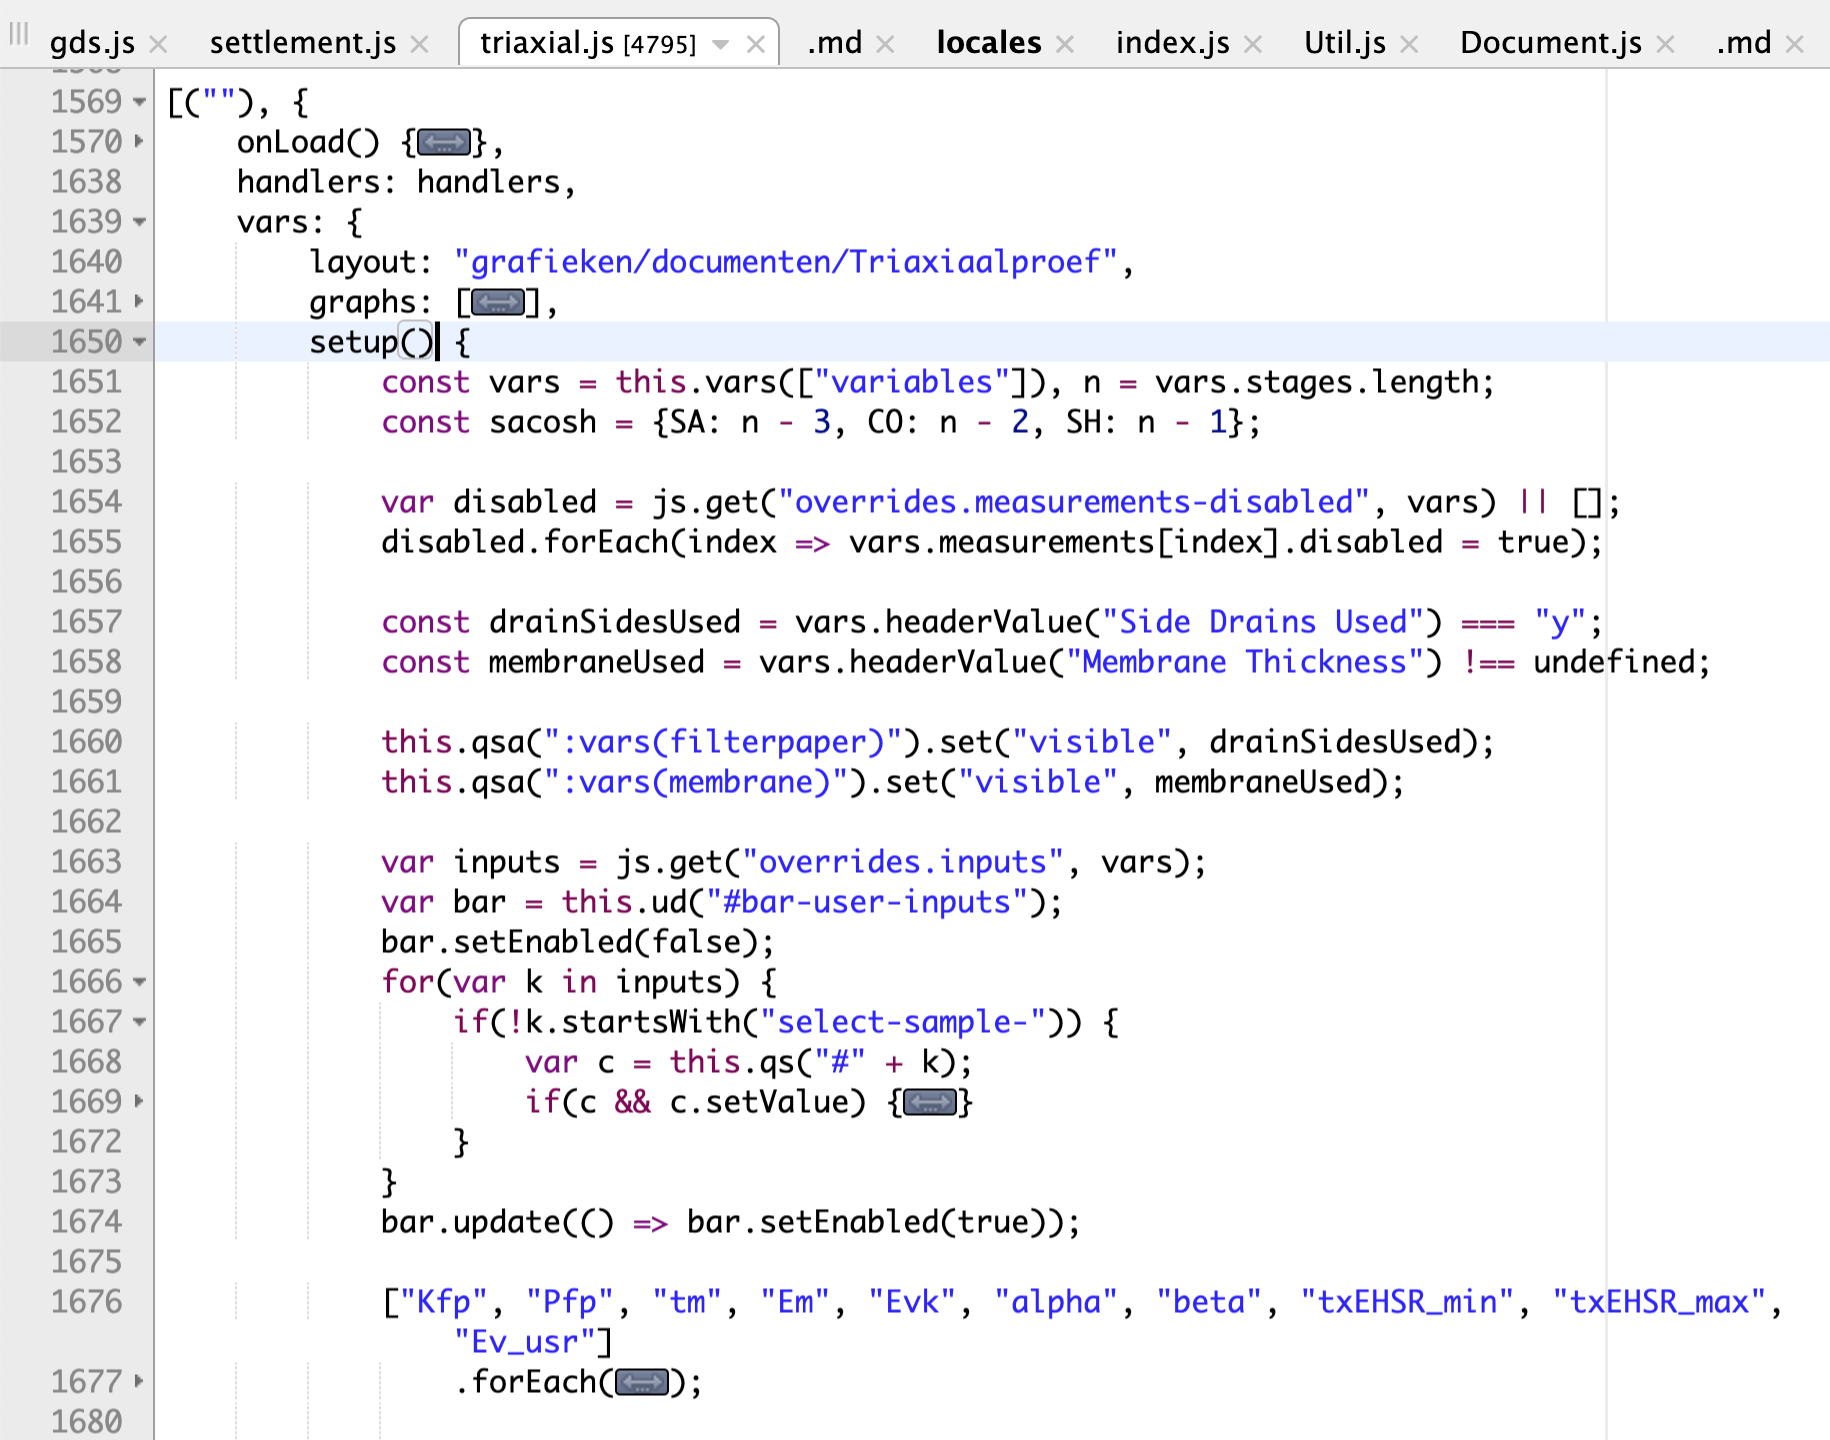 gds.js settlement.js triaxial.js [4795] .md locales index.js Util.js Document.js .md
1569 [(""), {
1570 onLoad() {...},
1638 handlers: handlers,
1639 vars: {
1640 layout: "grafieken/documenten/Triaxiaalproef",
1641 graphs: [...],
1650 setup() {
1651 const vars = this.vars(["variables"]), n = vars.stages.length;
1652 const sacosh = {SA: n - 3, CO: n - 2, SH: n - 1};
1653
1654 var disabled = js.get("overrides.measurements-disabled", vars) || [];
1655 disabled.forEach(index => vars.measurements[index].disabled = true);
1656
1657 const drainSidesUsed = vars.headerValue("Side Drains Used") === "y";
1658 const membraneUsed = vars.headerValue("Membrane Thickness") !== undefined;
1659
1660 this.qsa(":vars(filterpaper)").set("visible", drainSidesUsed);
1661 this.qsa(":vars(membrane)").set("visible", membraneUsed);
1662
1663 var inputs = js.get("overrides.inputs", vars);
1664 var bar = this.ud("#bar-user-inputs");
1665 bar.setEnabled(false);
1666 for(var k in inputs) {
1667 if(!k.startsWith("select-sample-")) {
1668 var c = this.qs("#" + k);
1669 if(c && c.setValue) {...}
1672 }
1673 }
1674 bar.update(() => bar.setEnabled(true));
1675
1676 ["Kfp", "Pfp", "tm", "Em", "Evk", "alpha", "beta", "txEHSR_min", "txEHSR_max",
"Ev_usr"]
1677 .forEach(...);
1680